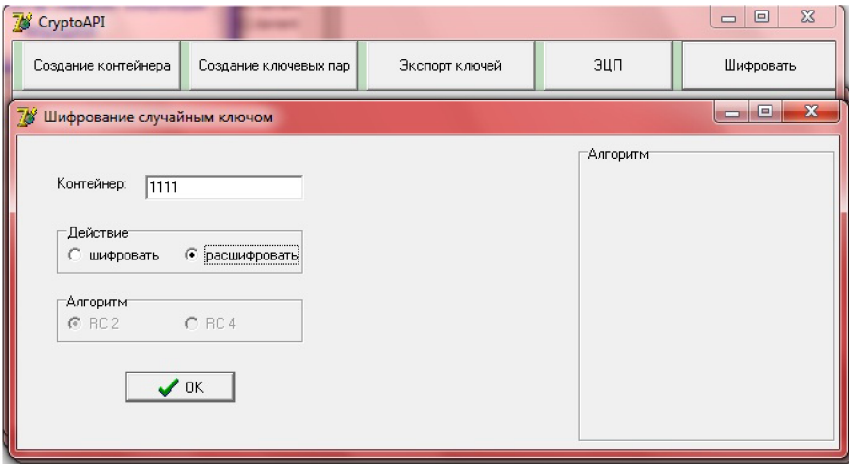 CryptoAPI
Создание контейнера Создание ключевых пар Экспорт ключей ЭЦП Шифровать
Шифрование случайным ключом
Контейнер: 1111
Действие
шифровать расшифровать
Алгоритм
RC 2 RC 4
OK
Алгоритм